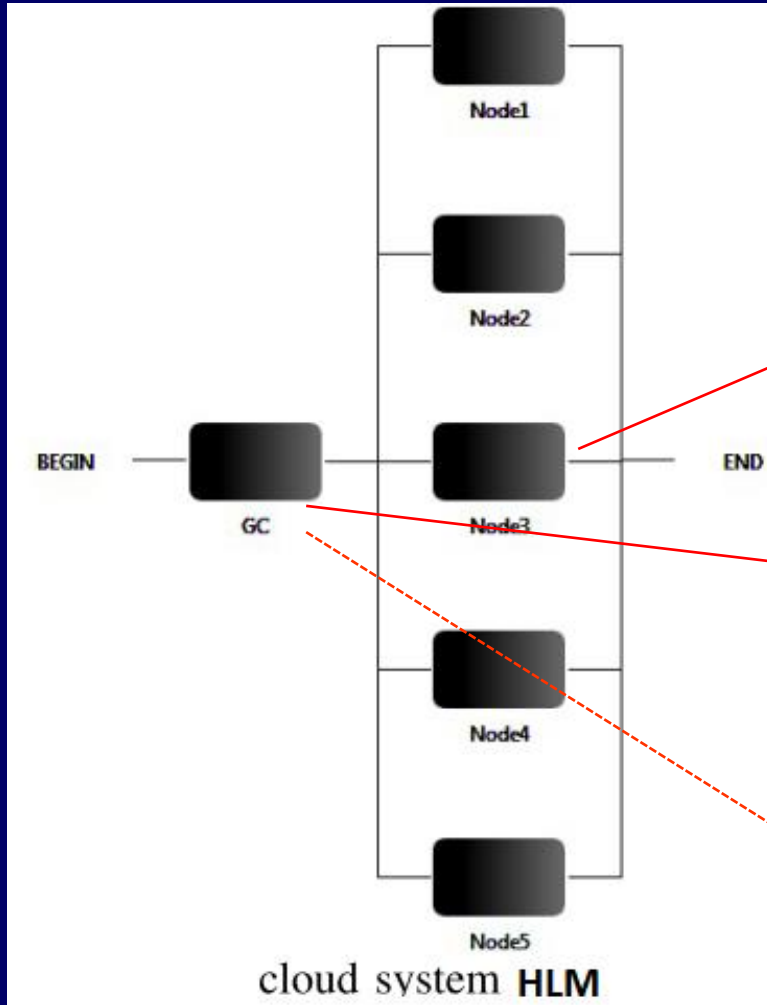 Node1
Node2
BEGIN
END
GC
Node3
Node4
Node5
cloud system HLM